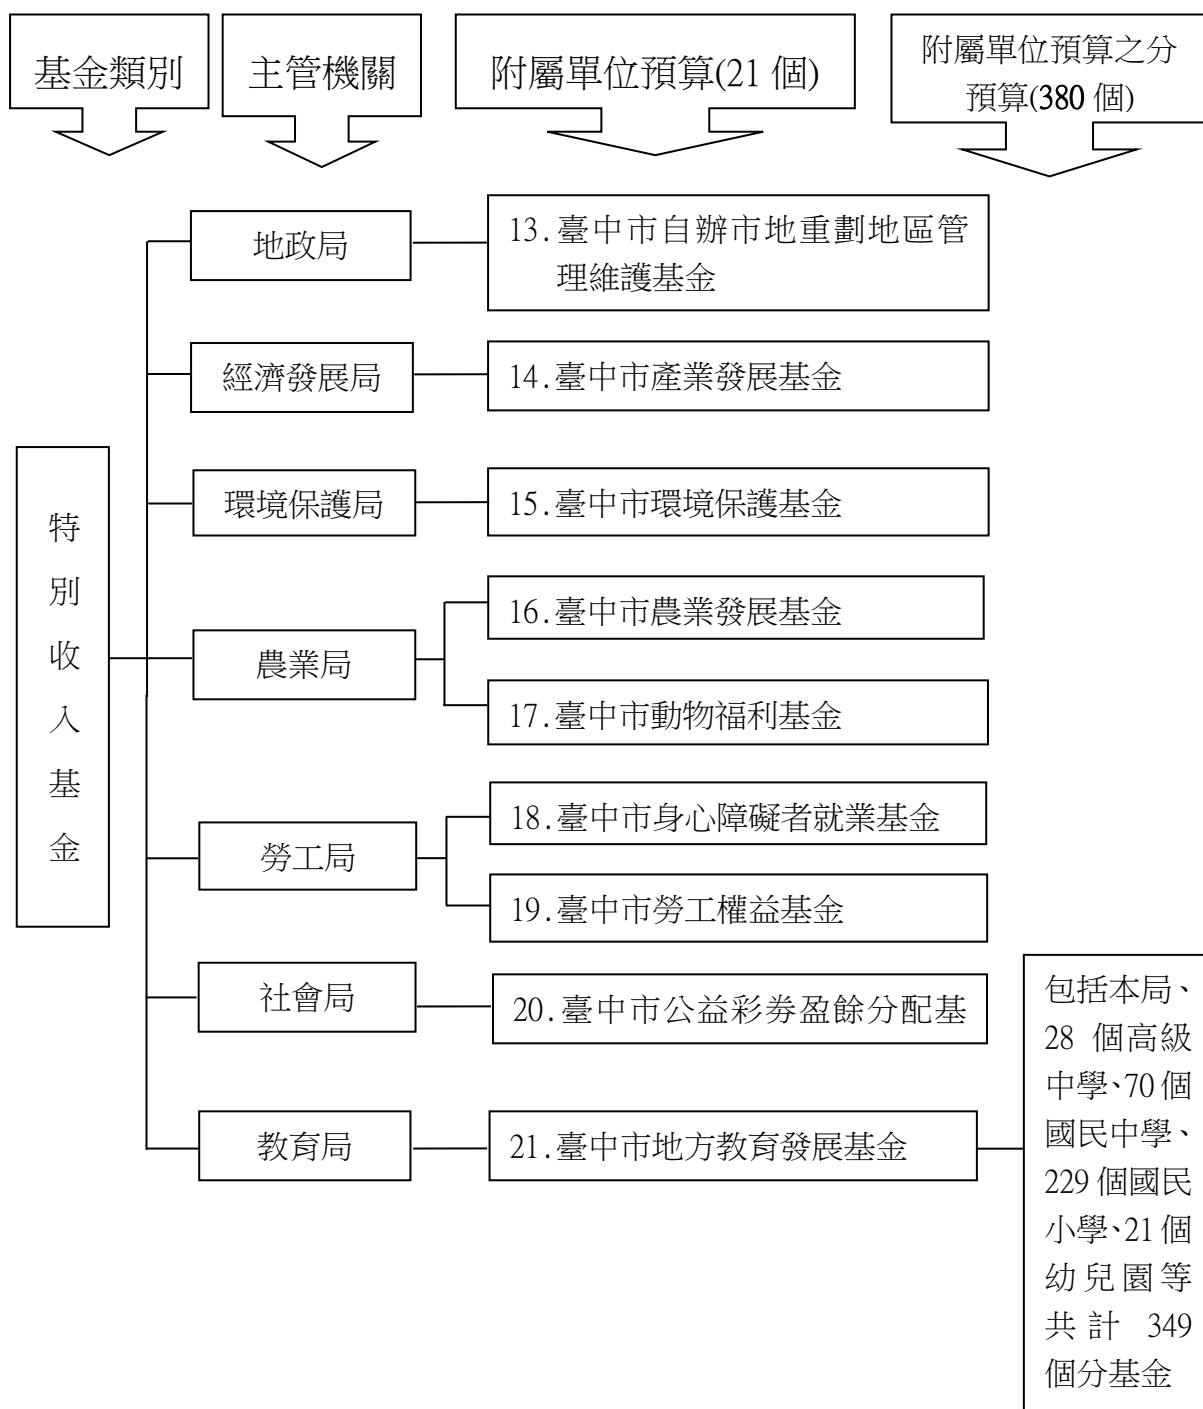 基金類別
主管機關
附屬單位預算(21 個)
附屬單位預算之分
預算(380 個)
特別收入基金
地政局
13.臺中市自辦市地重劃地區管
理維護基金
經濟發展局
14.臺中市產業發展基金
環境保護局
15.臺中市環境保護基金
農業局
16.臺中市農業發展基金
17.臺中市動物福利基金
勞工局
18.臺中市身心障礙者就業基金
19.臺中市勞工權益基金
社會局
20.臺中市公益彩券盈餘分配基
教育局
21.臺中市地方教育發展基金
包括本局、
28 個高級
中學、70 個
國民中學、
229 個國民
小學、21 個
幼兒園等
共計 349
個分基金